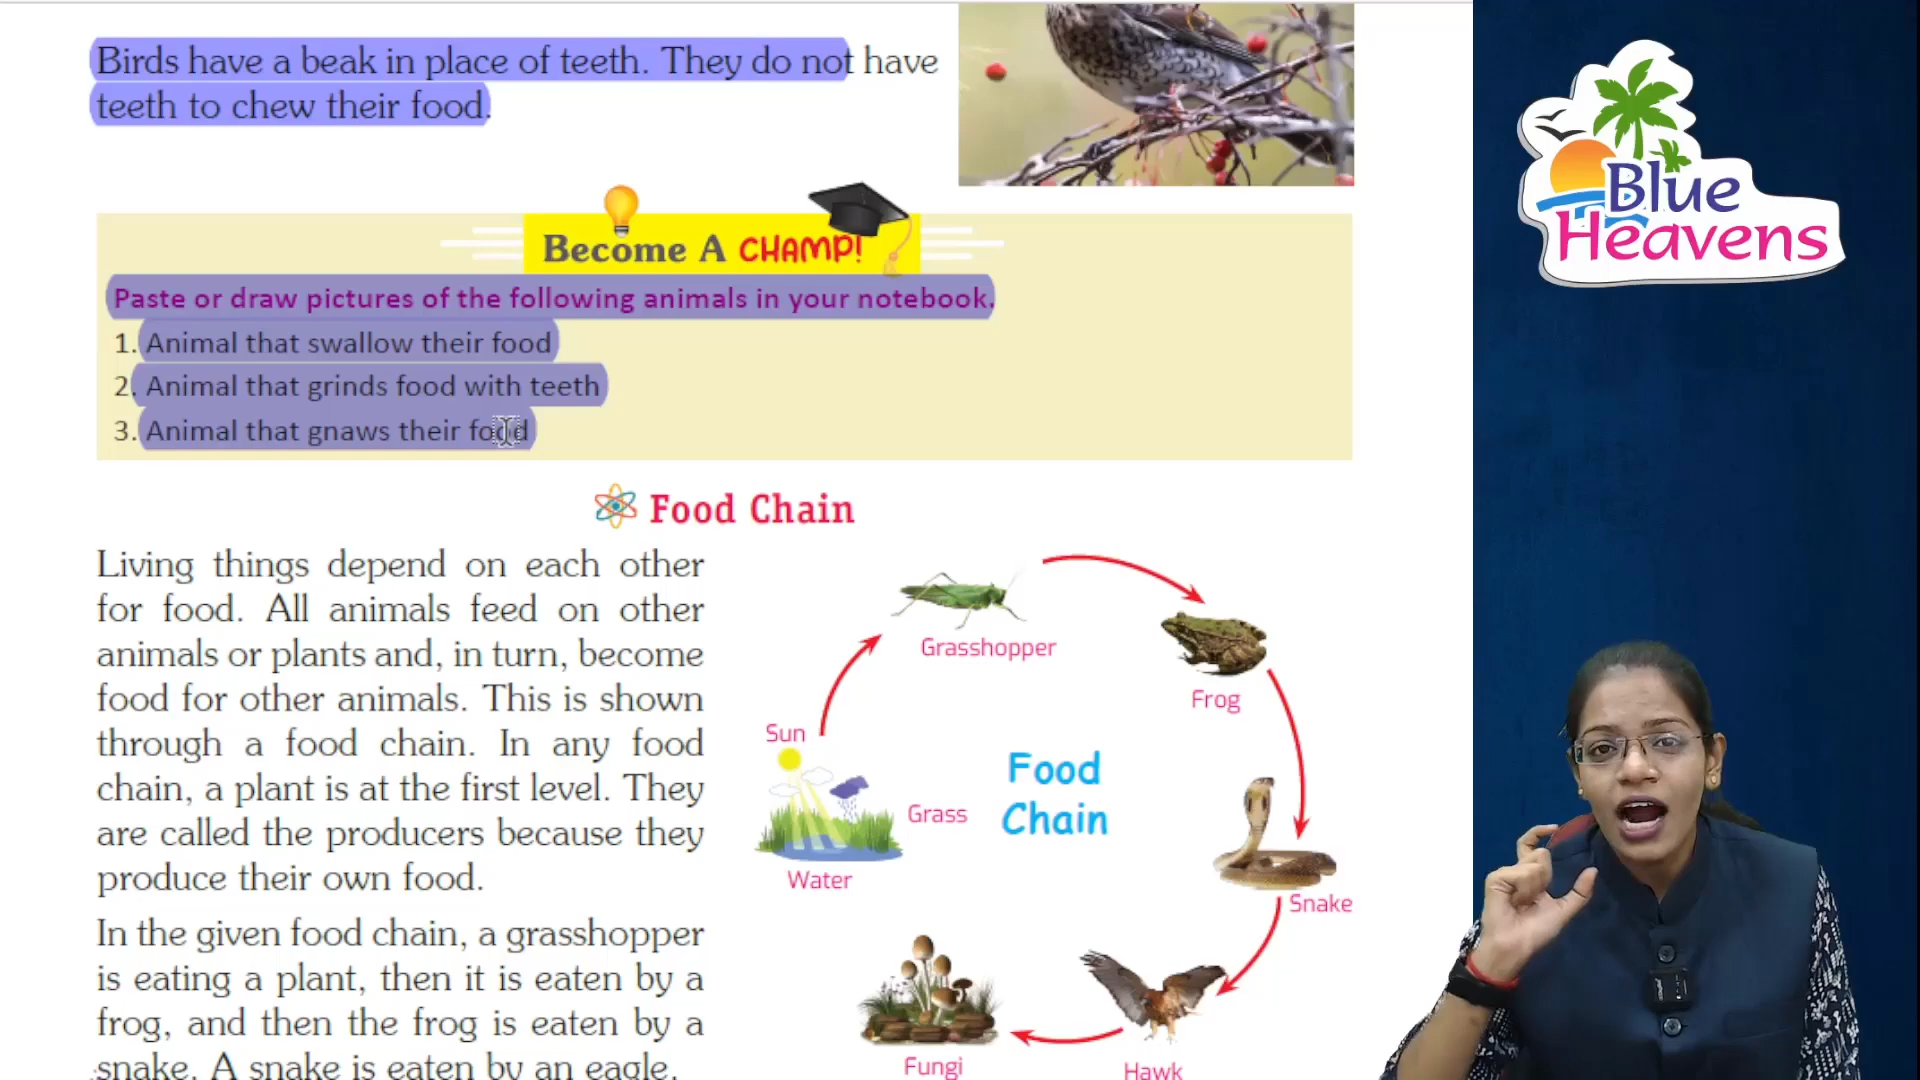 Birds have a beak in place of teeth. They do not have
teeth to chew their food.
Become A CHAMP!
Paste or draw pictures of the following animals in your notebook.
1. Animal that swallow their food
2. Animal that grinds food with teeth
3. Animal that gnaws their food
Food Chain
Living things depend on each other
for food. All animals feed on other
animals or plants and, in turn, become
food for other animals. This is shown
through a food chain. In any food
chain, a plant is at the first level. They
are called the producers because they
produce their own food.
In the given food chain, a grasshopper
is eating a plant, then it is eaten by a
frog, and then the frog is eaten by a
snake. A snake is eaten by an eagle.
Grasshopper
Frog
Sun
Food
Chain
Grass
Water
Snake
Fungi
Hawk
Blue
Heavens